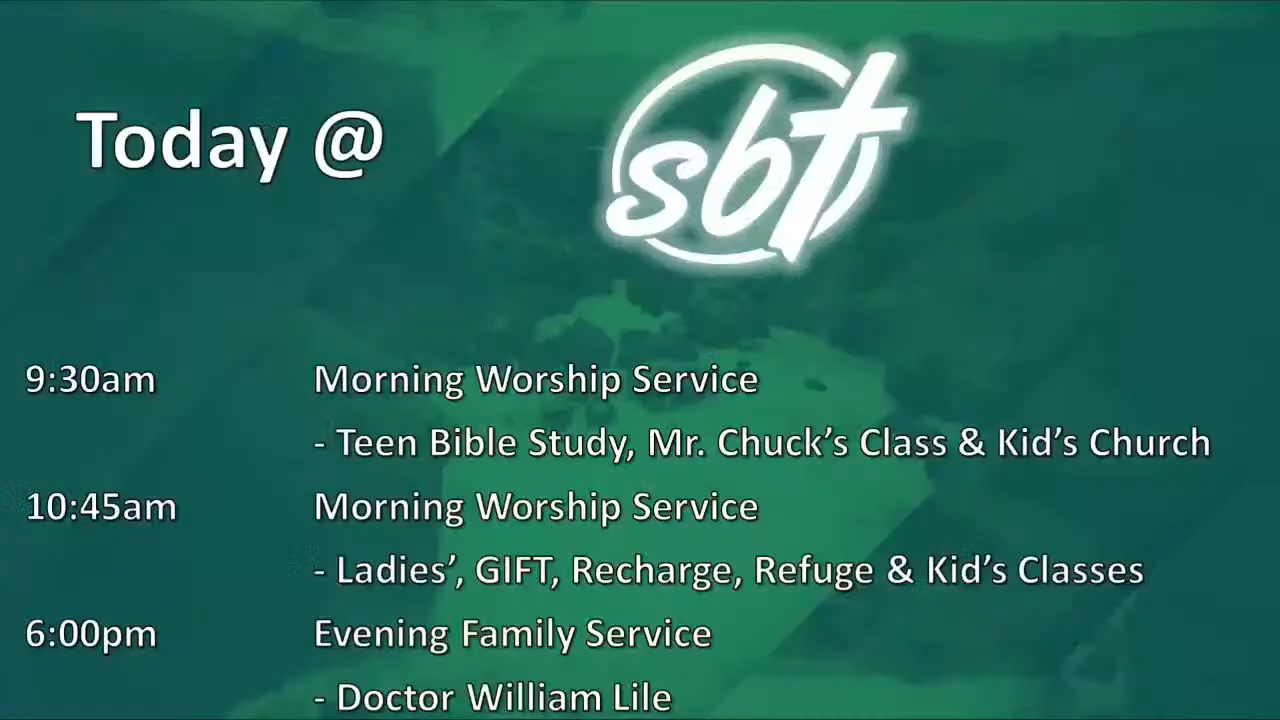 Today @
sbt
9:30am Morning Worship Service
- Teen Bible Study, Mr. Chuck’s Class & Kid’s Church
10:45am Morning Worship Service
- Ladies’, GIFT, Recharge, Refuge & Kid’s Classes
6:00pm Evening Family Service
- Doctor William Lile